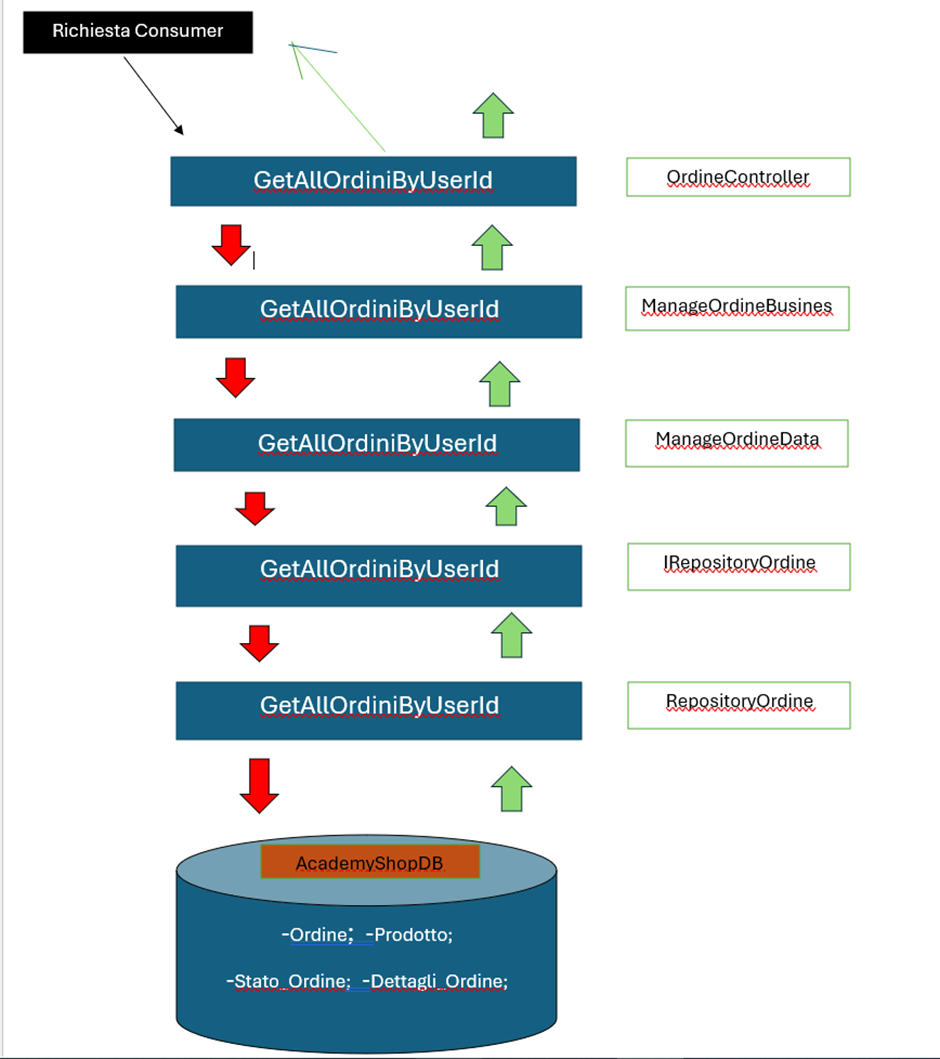 Richiesta Consumer
GetAllOrdiniByUserId
OrdineController
GetAllOrdiniByUserId
ManageOrdineBusines
GetAllOrdiniByUserId
ManageOrdineData
GetAllOrdiniByUserId
IRepositoryOrdine
GetAllOrdiniByUserId
RepositoryOrdine
AcademyShopDB
-Ordine; -Prodotto;
-Stato_Ordine; -Dettagli_Ordine;